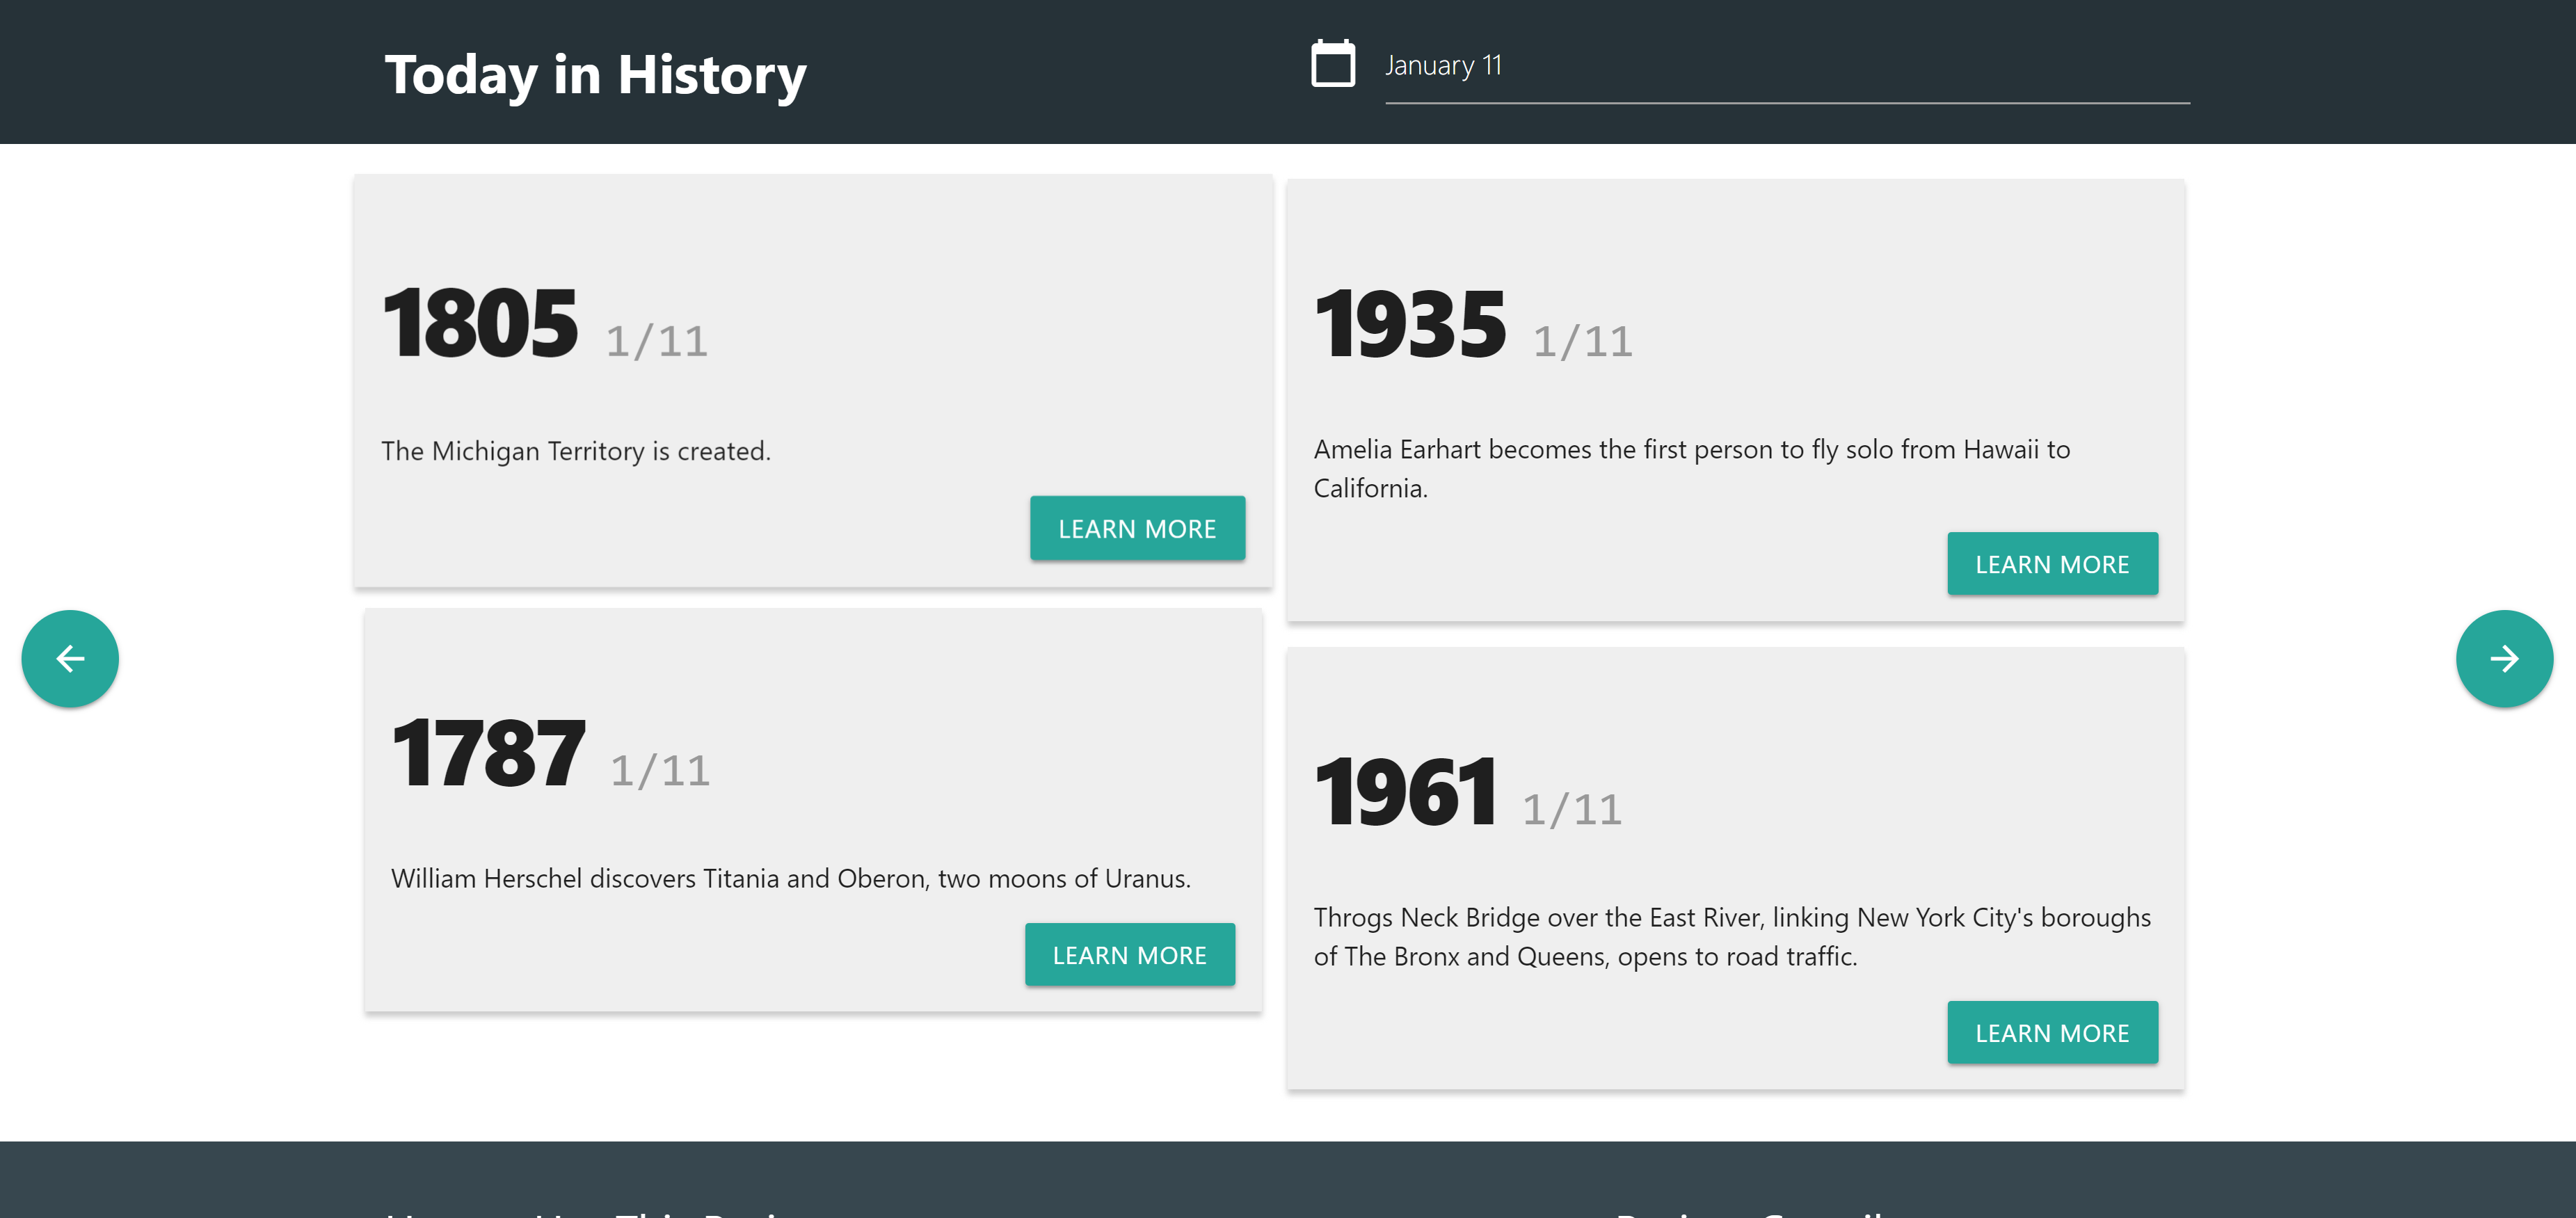 Today in History
January 11
1805 1/11
The Michigan Territory is created.
LEARN MORE
1935 1/11
Amelia Earhart becomes the first person to fly solo from Hawaii to
California.
LEARN MORE
1787 1/11
William Herschel discovers Titania and Oberon, two moons of Uranus.
LEARN MORE
1961 1/11
Throgs Neck Bridge over the East River, linking New York City's boroughs
of The Bronx and Queens, opens to road traffic.
LEARN MORE